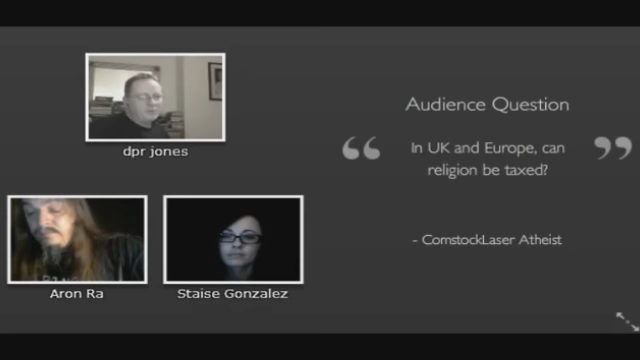 dpr jones
Aron Ra
Staise Gonzalez
Audience Question
“ In UK and Europe, can ”
religion be taxed?
- ComstockLaser Atheist